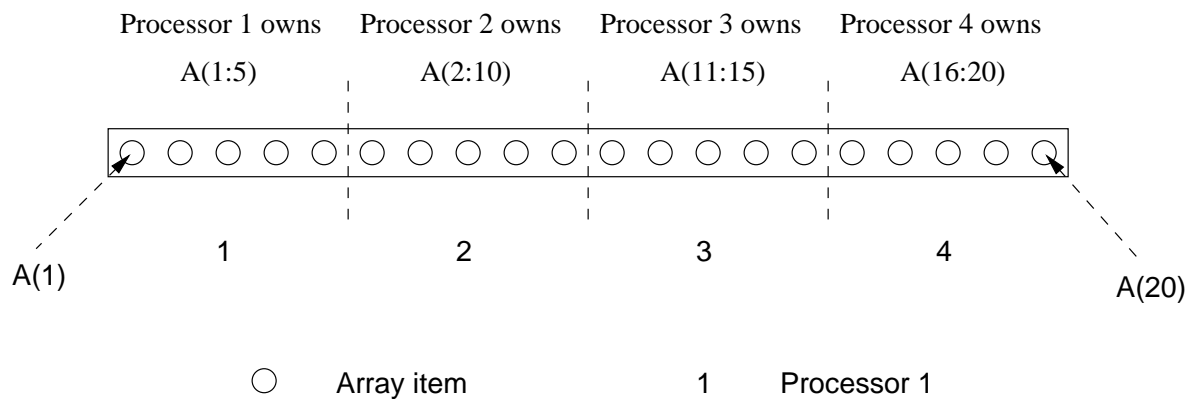 Processor 1 owns Processor 2 owns Processor 3 owns Processor 4 owns
A(1:5) A(2:10) A(11:15) A(16:20)
1 2 3 4
A(1) A(20)
Array item 1 Processor 1